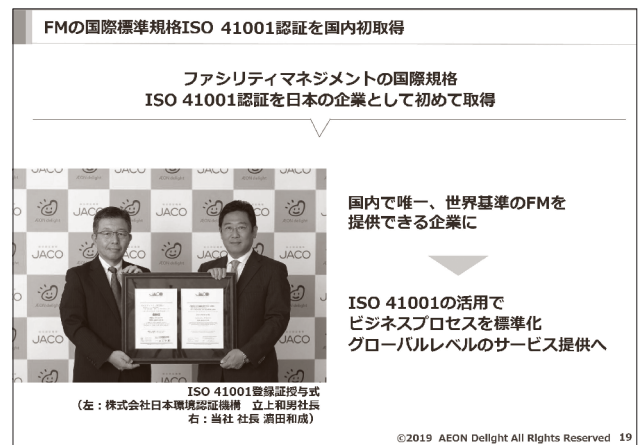 FMの国際標準規格ISO 41001認証を国内初取得
ファシリティマネジメントの国際規格
ISO 41001認証を日本の企業として初めて取得
JACO
AEON delight
国内で唯一、世界基準のFMを
提供できる企業に
ISO 41001の活用で
ビジネスプロセスを標準化
グローバルレベルのサービス提供へ
ISO 41001登録証授与式
(左:株式会社日本環境認証機構 立上和男社長
右:当社 社長 濵田和成)
©2019 AEON Delight All Rights Reserved 19